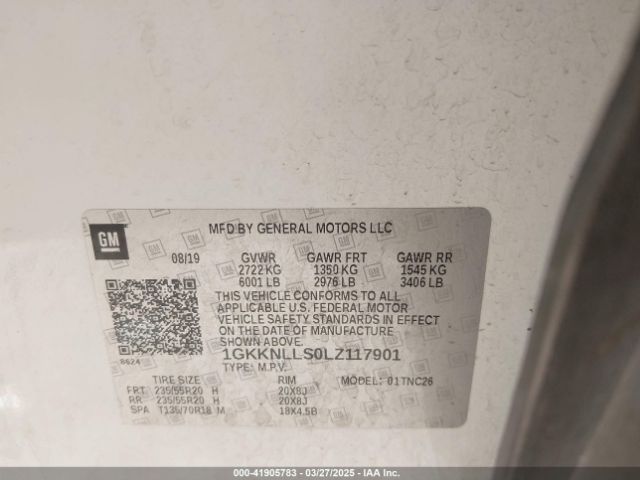 GM
MFD BY GENERAL MOTORS LLC
08/19 GVWR GAWR FRT GAWR RR
2722 KG 1350 KG 1545 KG
6001 LB 2976 LB 3406 LB
THIS VEHICLE CONFORMS TO ALL
APPLICABLE U.S. FEDERAL MOTOR
VEHICLE SAFETY STANDARDS IN
EFFECT ON THE DATE OF
MANUFACTURE SHOWN ABOVE.
1GKKNLLS0LZ117901
8624 TYPE: M.P.V.
TIRE SIZE RIM MODEL: 01TNC26
FRT 235/55R20 H 20X8J
RR 235/55R20 H 20X8J
SPA T135/70R18 M 18X4.5B
000-41905783 - 03/27/2025 - IAA Inc.